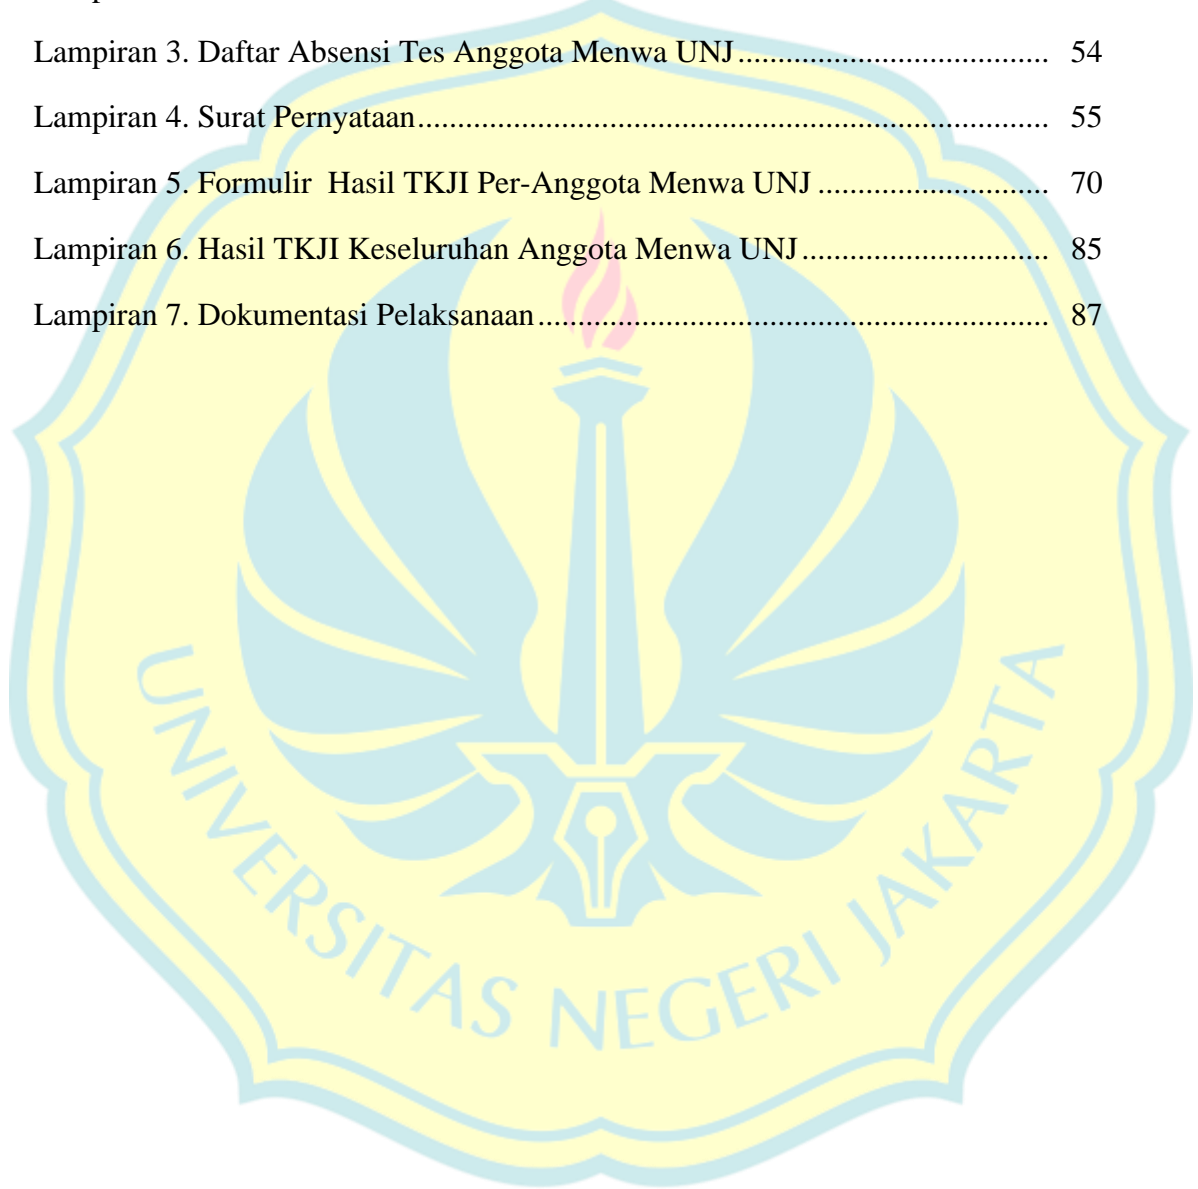 Lampiran 3. Daftar Absensi Tes Anggota Menwa UNJ....................................... 54
Lampiran 4. Surat Pernyataan............................................................................... 55
Lampiran 5. Formulir  Hasil TKJI Per-Anggota Menwa UNJ ............................. 70
Lampiran 6. Hasil TKJI Keseluruhan Anggota Menwa UNJ............................... 85
Lampiran 7. Dokumentasi Pelaksanaan................................................................ 87
UNIVERSITAS NEGERI JAKARTA